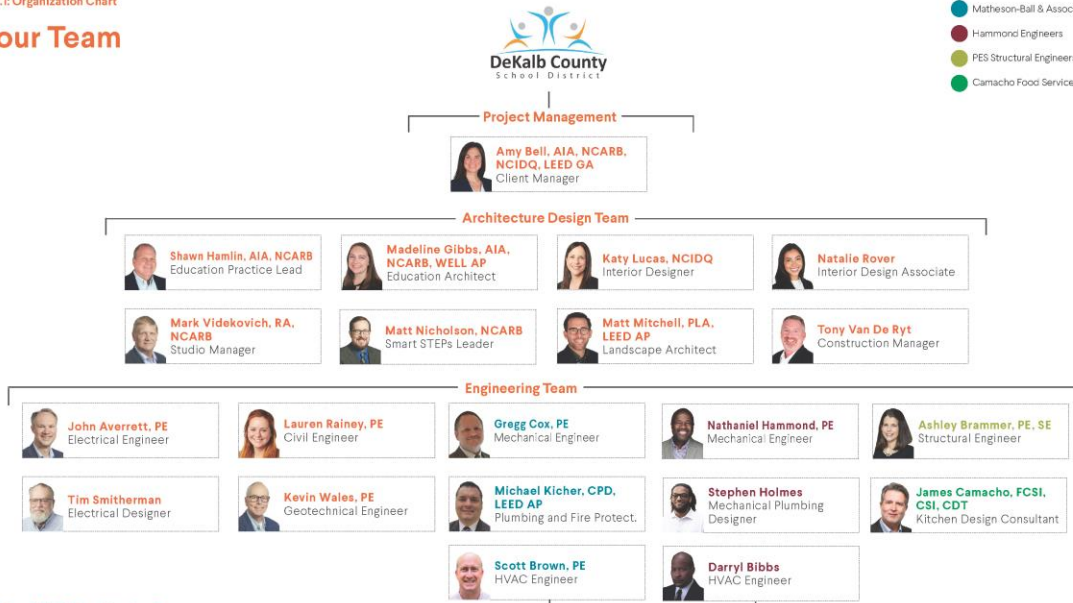 .1: Organization Chart
our Team
DeKalb County
School District
Matheson-Ball & Assoc
Hammond Engineers
PES Structural Engineer
Camacho Food Service
Project Management
Amy Bell, AIA, NCARB,
NCIDQ, LEED GA
Client Manager
Architecture Design Team
Shawn Hamlin, AIA, NCARB
Education Practice Lead
Madeline Gibbs, AIA,
NCARB, WELL AP
Education Architect
Katy Lucas, NCIDQ
Interior Designer
Natalie Rover
Interior Design Associate
Mark Videkovich, RA,
NCARB
Studio Manager
Matt Nicholson, NCARB
Smart STEPs Leader
Matt Mitchell, PLA,
LEED AP
Landscape Architect
Tony Van De Ryt
Construction Manager
Engineering Team
John Averrett, PE
Electrical Engineer
Lauren Rainey, PE
Civil Engineer
Gregg Cox, PE
Mechanical Engineer
Nathaniel Hammond, PE
Mechanical Engineer
Ashley Brammer, PE, SE
Structural Engineer
Tim Smitherman
Electrical Designer
Kevin Wales, PE
Geotechnical Engineer
Michael Kicher, CPD,
LEED AP
Plumbing and Fire Protect.
Stephen Holmes
Mechanical Plumbing
Designer
James Camacho, FCSI,
CSI, CDT
Kitchen Design Consultant
Scott Brown, PE
HVAC Engineer
Darryl Bibbs
HVAC Engineer